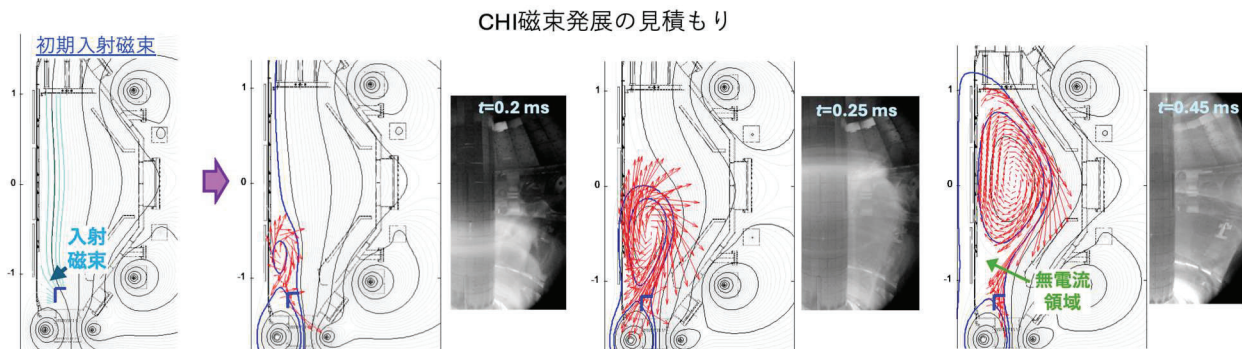 CHI磁束発展の見積もり
初期入射磁束
1
0
-1
入射
磁束
1
0
-1
t=0.2 ms
1
0
-1
t=0.25 ms
1
0
-1
無電流
領域
t=0.45 ms